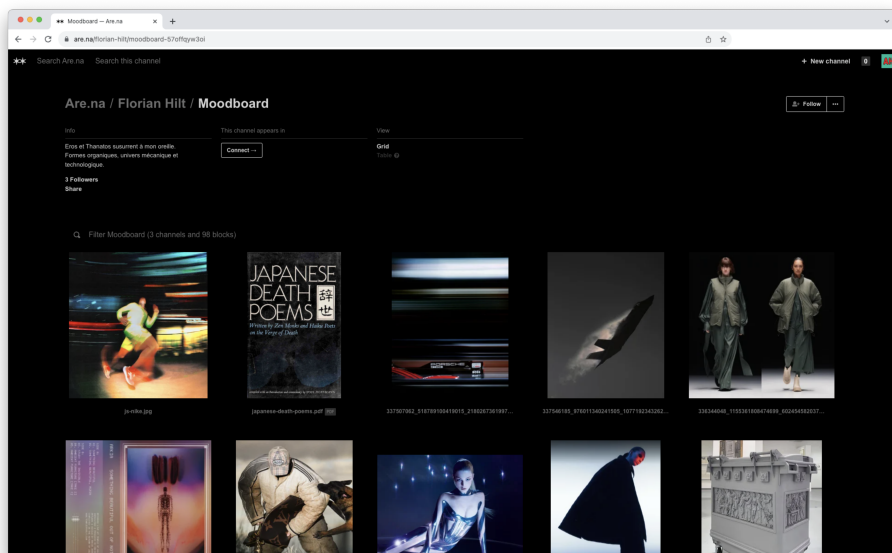 Moodboard — Are.na
are.na/florian-hilt/moodboard-57offqyw3oi
Search Are.na Search this channel
+ New channel 0
Are.na / Florian Hilt / Moodboard
Follow
Info
Eros et Thanatos susurrent à mon oreille.
Formes organiques, univers mécanique et
technologique.
3 Followers
Share
This channel appears in
Connect →
View
Grid
Table
Filter Moodboard (3 channels and 98 blocks)
JAPANESE
DEATH
POEMS
辞世
Written by Zen Monks and Haiku Poets
on the Verge of Death
PORSCHE
js-nike.jpg
japanese-death-poems.pdf PDF